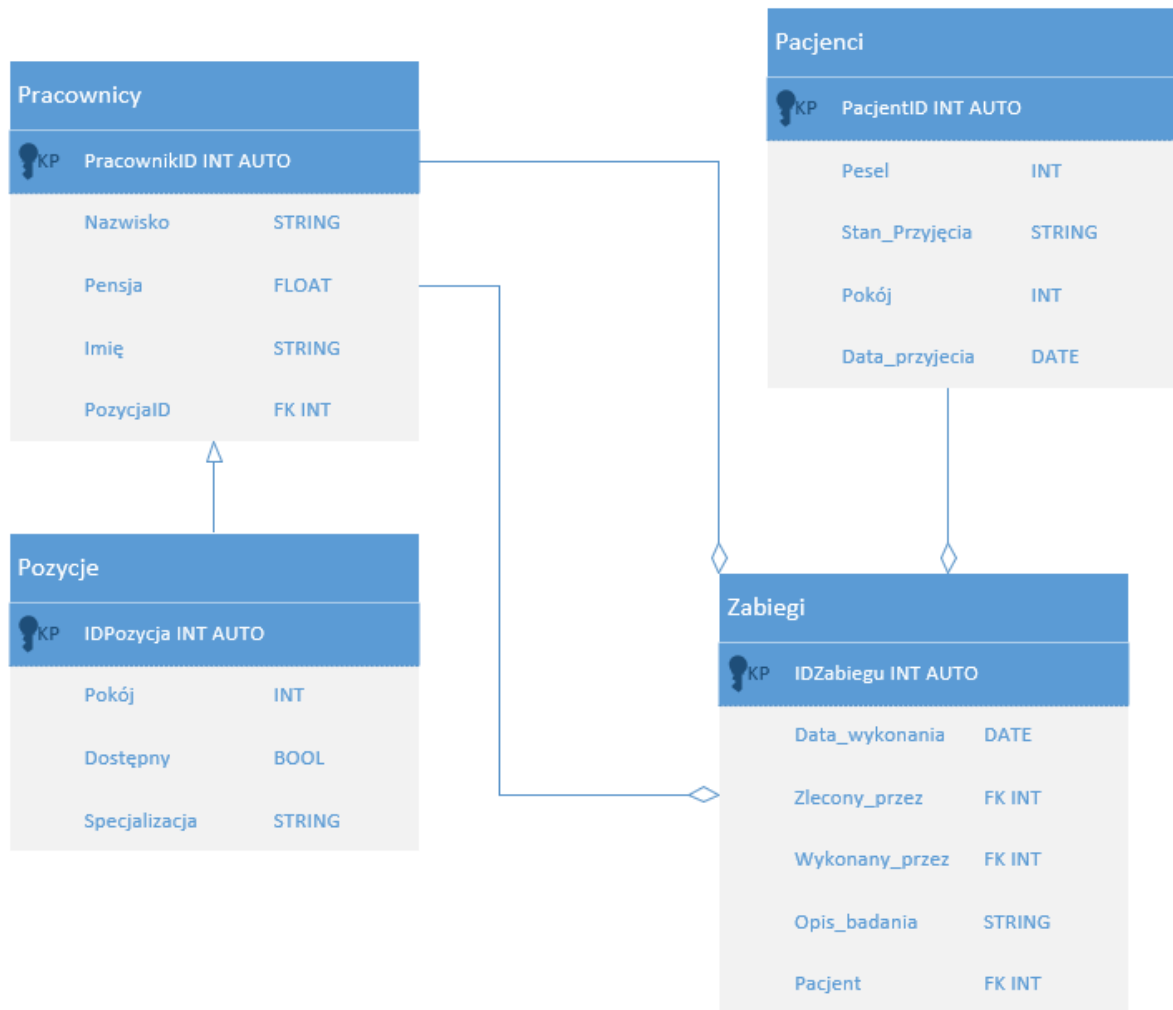 Pracownicy
KP PracownikID INT AUTO
Nazwisko STRING
Pensja FLOAT
Imię STRING
PozycjaID FK INT
Pacjenci
KP PacjentID INT AUTO
Pesel INT
Stan_Przyjęcia STRING
Pokój INT
Data_przyjecia DATE
Pozycje
KP IDPozycja INT AUTO
Pokój INT
Dostępny BOOL
Specjalizacja STRING
Zabiegi
KP IDZabiegu INT AUTO
Data_wykonania DATE
Zlecony_przez FK INT
Wykonany_przez FK INT
Opis_badania STRING
Pacjent FK INT